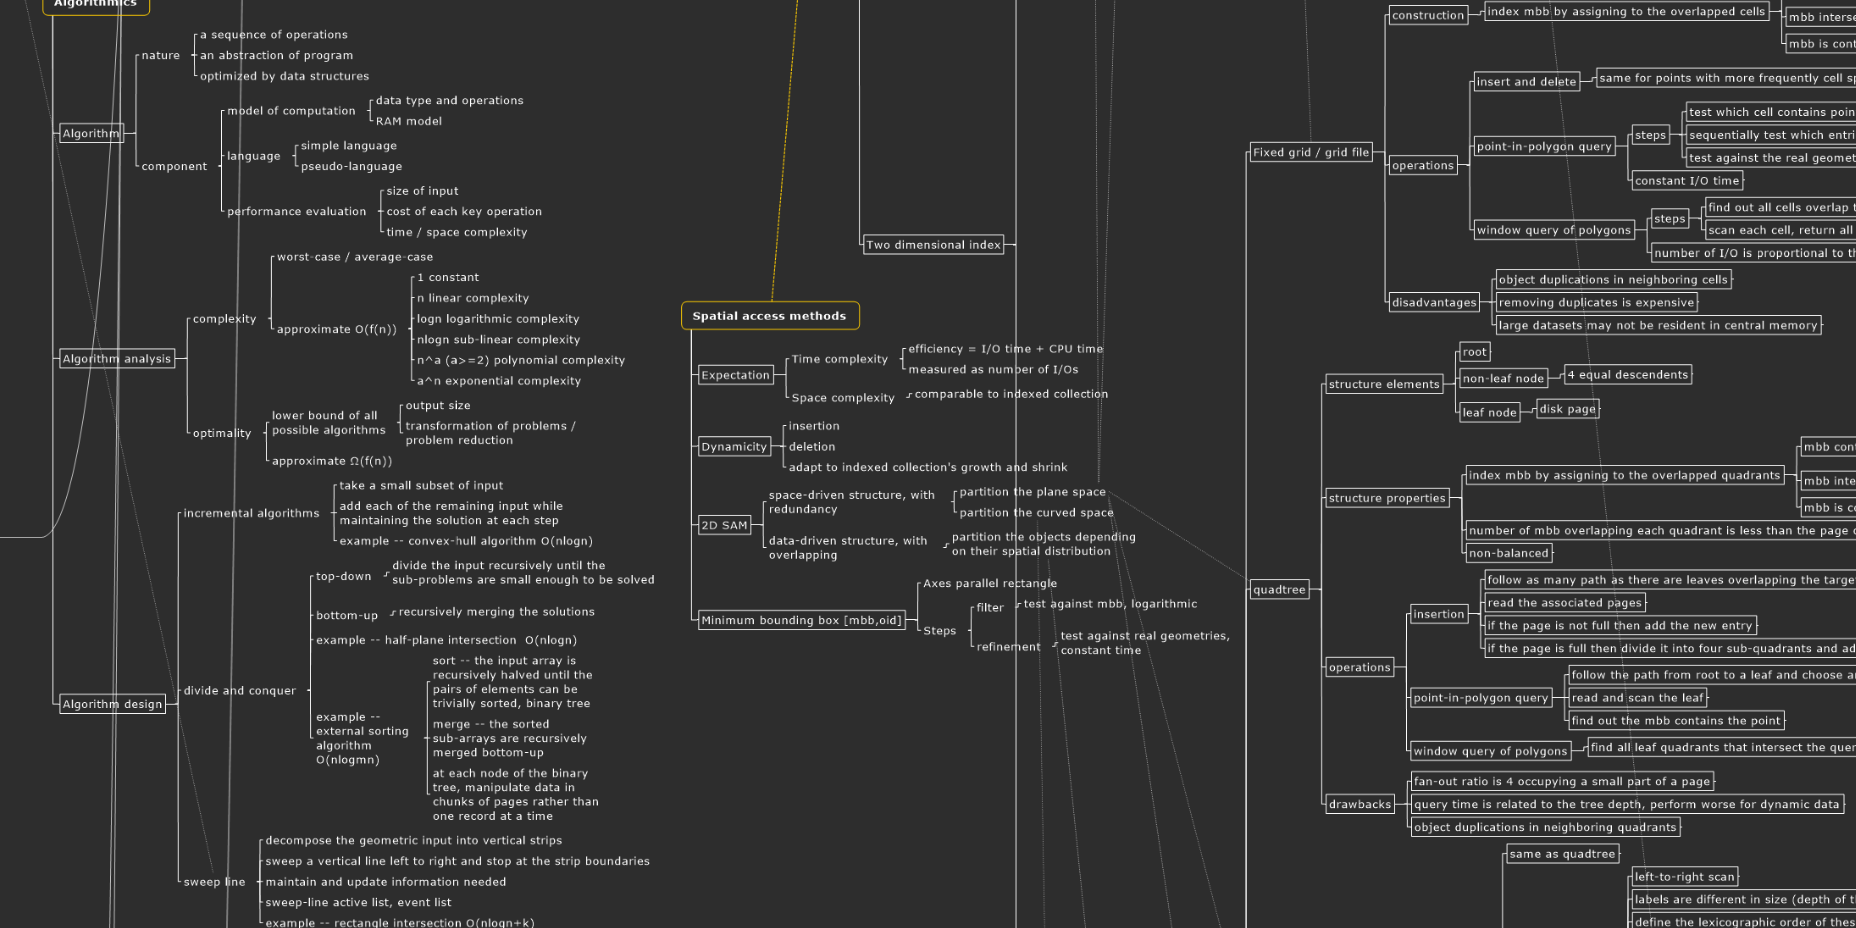 Algorithmics
Algorithm
nature
a sequence of operations
an abstraction of program
optimized by data structures
component
model of computation
data type and operations
RAM model
language
simple language
pseudo-language
performance evaluation
size of input
cost of each key operation
time / space complexity
Algorithm analysis
complexity
worst-case / average-case
approximate O(f(n))
1 constant
n linear complexity
logn logarithmic complexity
nlogn sub-linear complexity
n^a (a>=2) polynomial complexity
a^n exponential complexity
optimality
lower bound of all
possible algorithms
output size
transformation of problems /
problem reduction
approximate Ω(f(n))
Algorithm design
incremental algorithms
take a small subset of input
add each of the remaining input while
maintaining the solution at each step
example -- convex-hull algorithm O(nlogn)
divide and conquer
top-down
divide the input recursively until the
sub-problems are small enough to be solved
bottom-up
recursively merging the solutions
example -- half-plane intersection O(nlogn)
example --
external sorting
algorithm
O(nlogmn)
sort -- the input array is
recursively halved until the
pairs of elements can be
trivially sorted, binary tree
merge -- the sorted
sub-arrays are recursively
merged bottom-up
at each node of the binary
tree, manipulate data in
chunks of pages rather than
one record at a time
sweep line
decompose the geometric input into vertical strips
sweep a vertical line left to right and stop at the strip boundaries
maintain and update information needed
sweep-line active list, event list
example -- rectangle intersection O(nlogn+k)
Two dimensional index
Spatial access methods
Expectation
Time complexity
efficiency = I/O time + CPU time
measured as number of I/Os
Space complexity
comparable to indexed collection
Dynamicity
insertion
deletion
adapt to indexed collection's growth and shrink
2D SAM
space-driven structure, with
redundancy
partition the plane space
partition the curved space
data-driven structure, with
overlapping
partition the objects depending
on their spatial distribution
Minimum bounding box [mbb,oid]
Axes parallel rectangle
Steps
filter
test against mbb, logarithmic
refinement
test against real geometries,
constant time
Fixed grid / grid file
construction
index mbb by assigning to the overlapped cells
mbb inters
mbb is cont
operations
insert and delete
same for points with more frequently cell s
point-in-polygon query
steps
test which cell contains poin
sequentially test which entri
test against the real geomet
constant I/O time
window query of polygons
steps
find out all cells overlap
scan each cell, return all
number of I/O is proportional to th
disadvantages
object duplications in neighboring cells
removing duplicates is expensive
large datasets may not be resident in central memory
quadtree
structure elements
root
non-leaf node
4 equal descendents
leaf node
disk page
structure properties
index mbb by assigning to the overlapped quadrants
mbb cont
mbb inte
mbb is c
number of mbb overlapping each quadrant is less than the page
non-balanced
operations
insertion
follow as many path as there are leaves overlapping the targe
read the associated pages
if the page is not full then add the new entry
if the page is full then divide it into four sub-quadrants and ad
point-in-polygon query
follow the path from root to a leaf and choose a
read and scan the leaf
find out the mbb contains the point
window query of polygons
find all leaf quadrants that intersect the quer
drawbacks
fan-out ratio is 4 occupying a small part of a page
query time is related to the tree depth, perform worse for dynamic data
object duplications in neighboring quadrants
same as quadtree
left-to-right scan
labels are different in size (depth of t
define the lexicographic order of thes